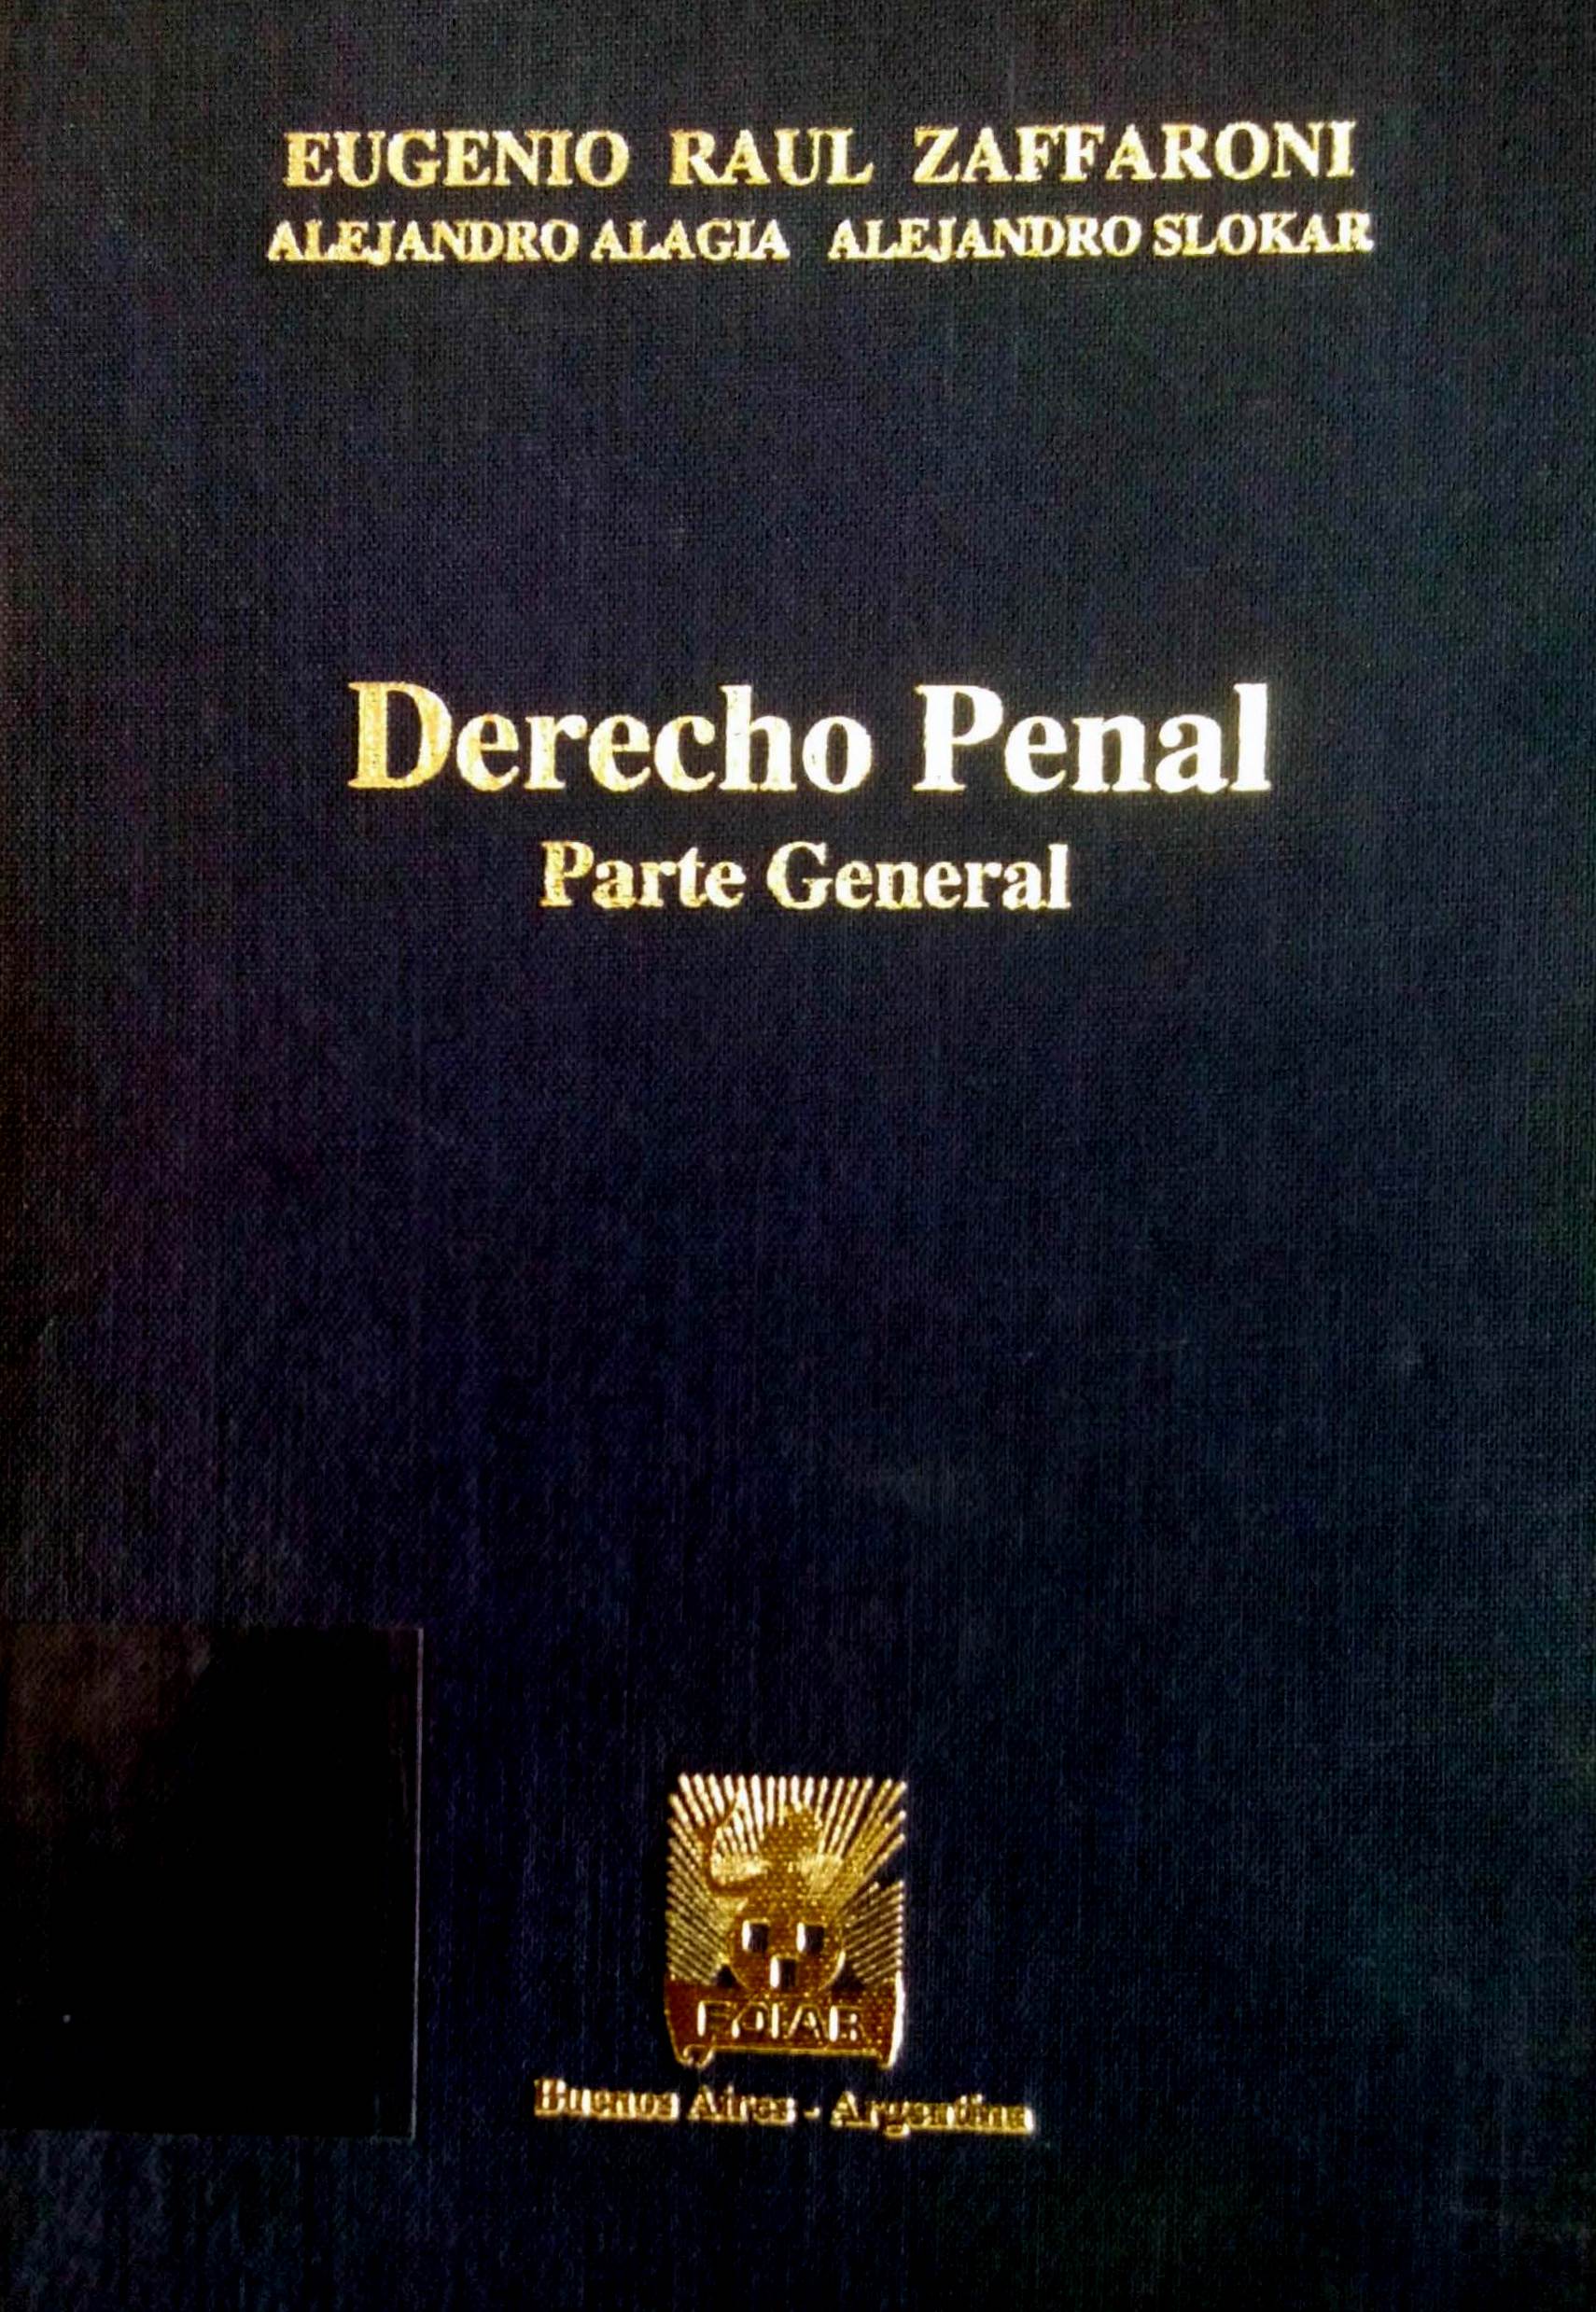 EUGENIO RAUL ZAFFARONI
ALEJANDRO ALAGIA ALEJANDRO SLOKAR
Derecho Penal
Parte General
EDIAR
Buenos Aires - Argentina